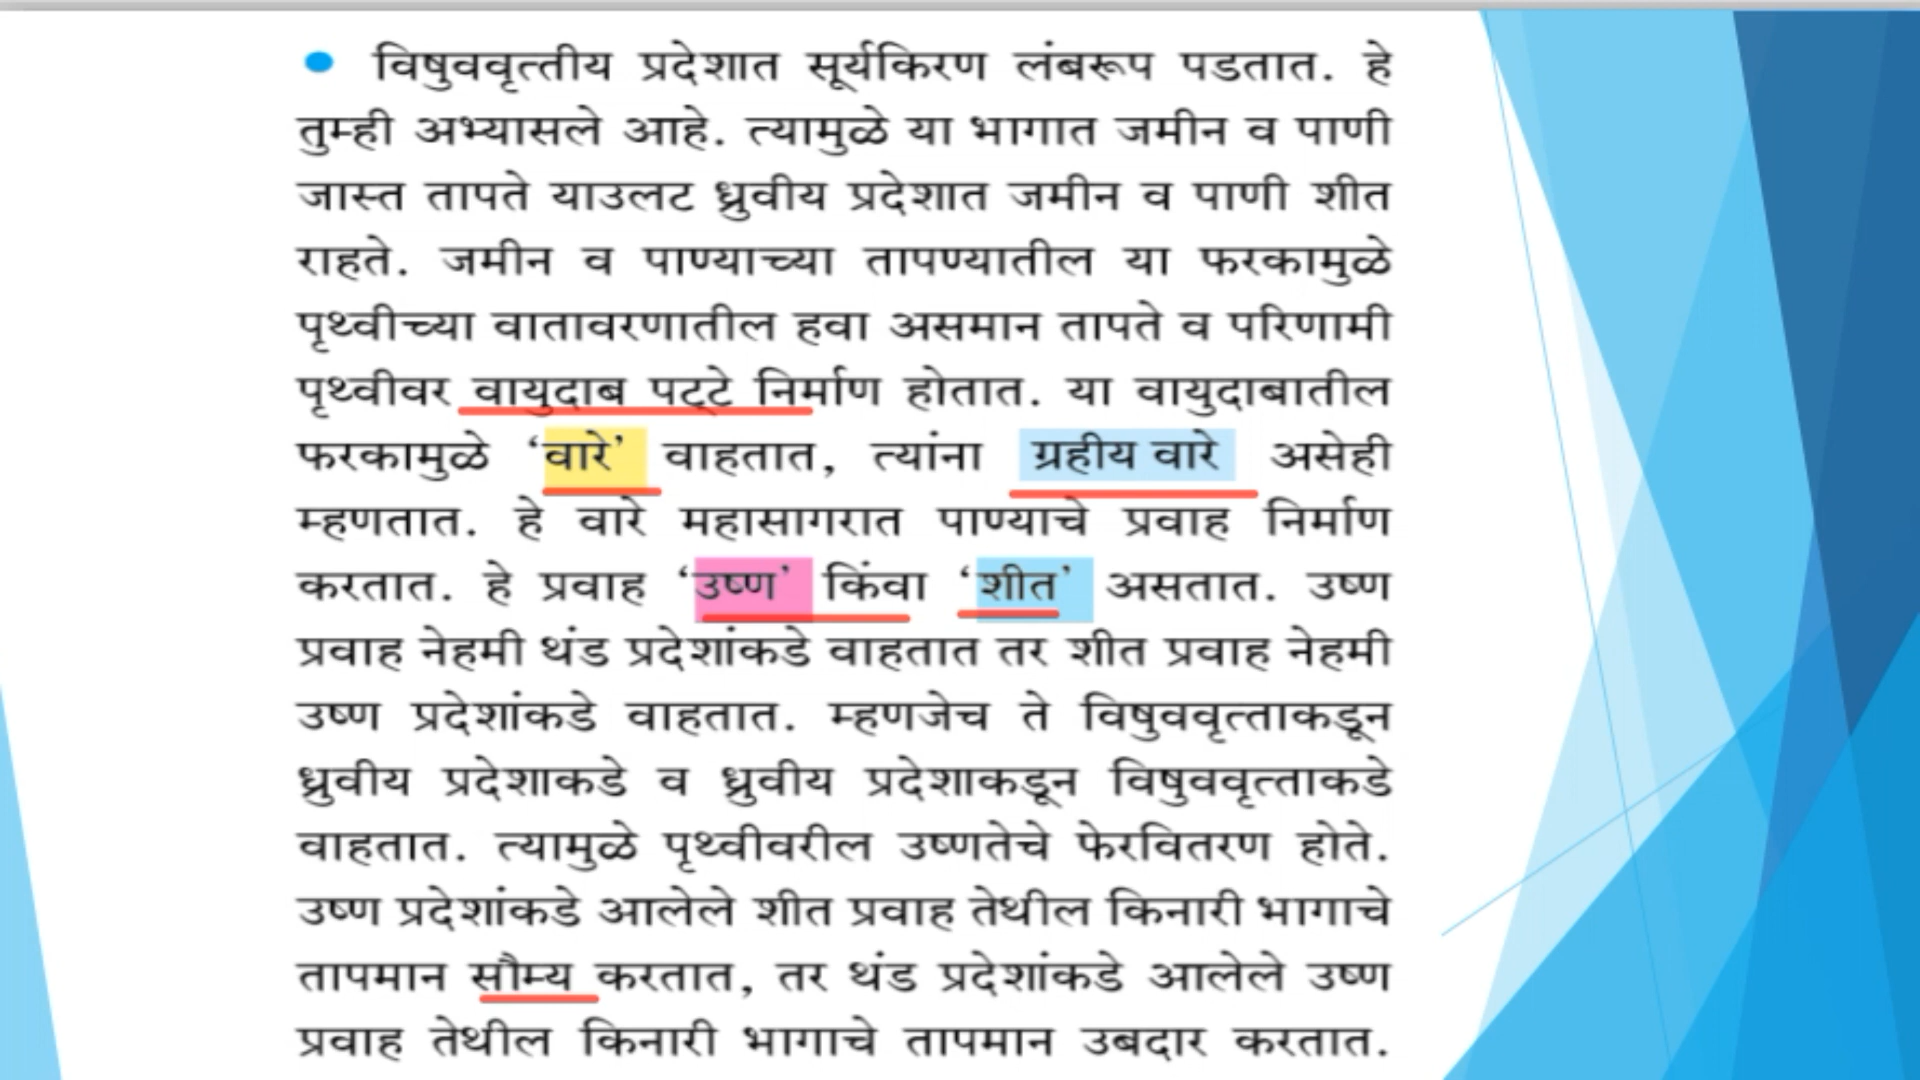 • विषुववृत्तीय प्रदेशात सूर्यकिरण लंबरूप पडतात. हे
तुम्ही अभ्यासले आहे. त्यामुळे या भागात जमीन व पाणी
जास्त तापते याउलट ध्रुवीय प्रदेशात जमीन व पाणी शीत
राहते. जमीन व पाण्याच्या तापण्यातील या फरकामुळे
पृथ्वीच्या वातावरणातील हवा असमान तापते व परिणामी
पृथ्वीवर वायुदाब पट्टे निर्माण होतात. या वायुदाबातील
फरकामुळे ‘वारे’ वाहतात, त्यांना ग्रहीय वारे असेही
म्हणतात. हे वारे महासागरात पाण्याचे प्रवाह निर्माण
करतात. हे प्रवाह ‘उष्ण’ किंवा ‘शीत’ असतात. उष्ण
प्रवाह नेहमी थंड प्रदेशांकडे वाहतात तर शीत प्रवाह नेहमी
उष्ण प्रदेशांकडे वाहतात. म्हणजेच ते विषुववृत्ताकडून
ध्रुवीय प्रदेशाकडे व ध्रुवीय प्रदेशाकडून विषुववृत्ताकडे
वाहतात. त्यामुळे पृथ्वीवरील उष्णतेचे फेरवितरण होते.
उष्ण प्रदेशांकडे आलेले शीत प्रवाह तेथील किनारी भागाचे
तापमान सौम्य करतात, तर थंड प्रदेशांकडे आलेले उष्ण
प्रवाह तेथील किनारी भागाचे तापमान उबदार करतात.